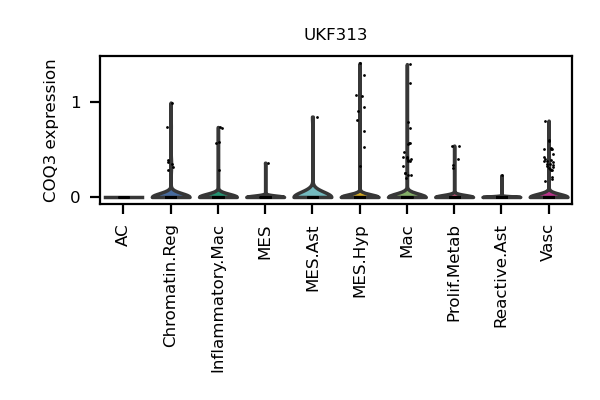 UKF313
COQ3 expression
1
0
AC
Chromatin.Reg
Inflammatory.Mac
MES
MES.Ast
MES.Hyp
Mac
Prolif.Metab
Reactive.Ast
Vasc